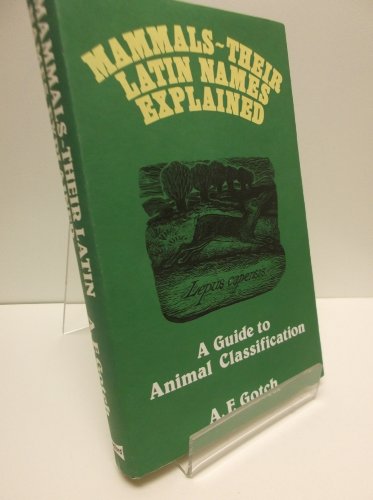 MAMMALS~THEIR
LATIN NAMES
EXPLAINED
Lepus capensis
A Guide to
Animal Classification
A. F. Gotch
MAMMALS~THEIR LATIN
A. F. Gotch